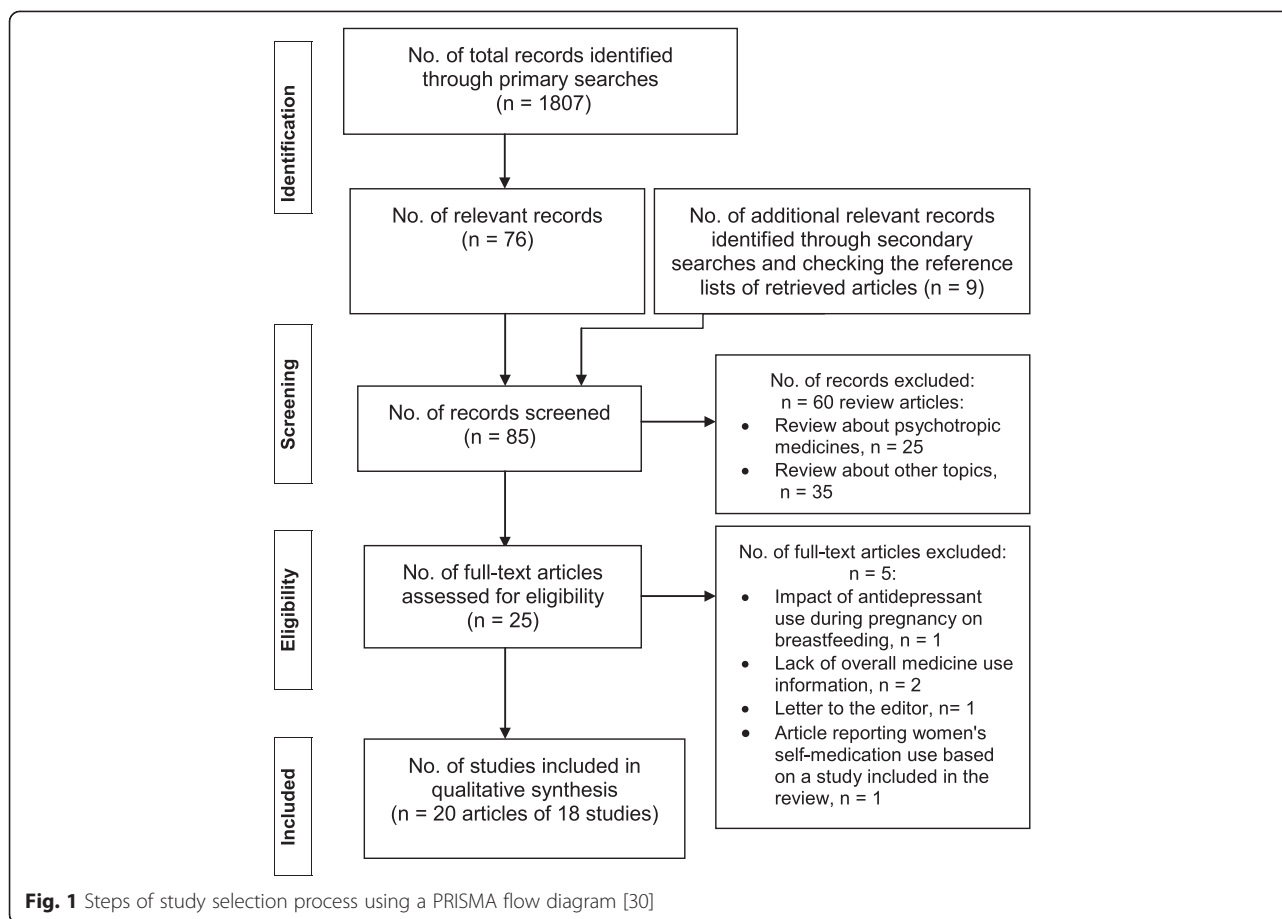 Identification
No. of total records identified
through primary searches
(n = 1807)
No. of relevant records
(n = 76)
No. of additional relevant records
identified through secondary
searches and checking the reference
lists of retrieved articles (n = 9)
Screening
No. of records screened
(n = 85)
No. of records excluded:
n = 60 review articles:
• Review about psychotropic
medicines, n = 25
• Review about other topics,
n = 35
Eligibility
No. of full-text articles
assessed for eligibility
(n = 25)
No. of full-text articles excluded:
n = 5:
• Impact of antidepressant
use during pregnancy on
breastfeeding, n = 1
• Lack of overall medicine use
information, n = 2
• Letter to the editor, n= 1
• Article reporting women's
self-medication use based
on a study included in the
review, n = 1
Included
No. of studies included in
qualitative synthesis
(n = 20 articles of 18 studies)
Fig. 1 Steps of study selection process using a PRISMA flow diagram [30]